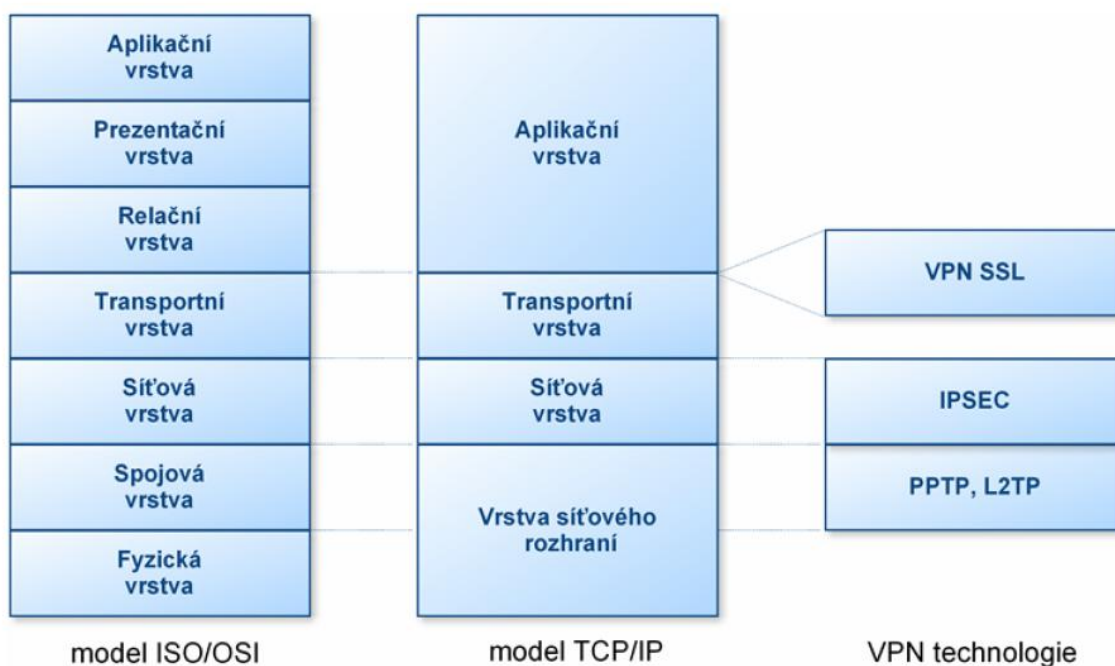 Aplikační
vrstva
Prezentační
vrstva
Relační
vrstva
Transportní
vrstva
Síťová
vrstva
Spojová
vrstva
Fyzická
vrstva
model ISO/OSI
Aplikační
vrstva
Transportní
vrstva
Síťová
vrstva
Vrstva síťového
rozhraní
model TCP/IP
VPN SSL
IPSEC
PPTP, L2TP
VPN technologie